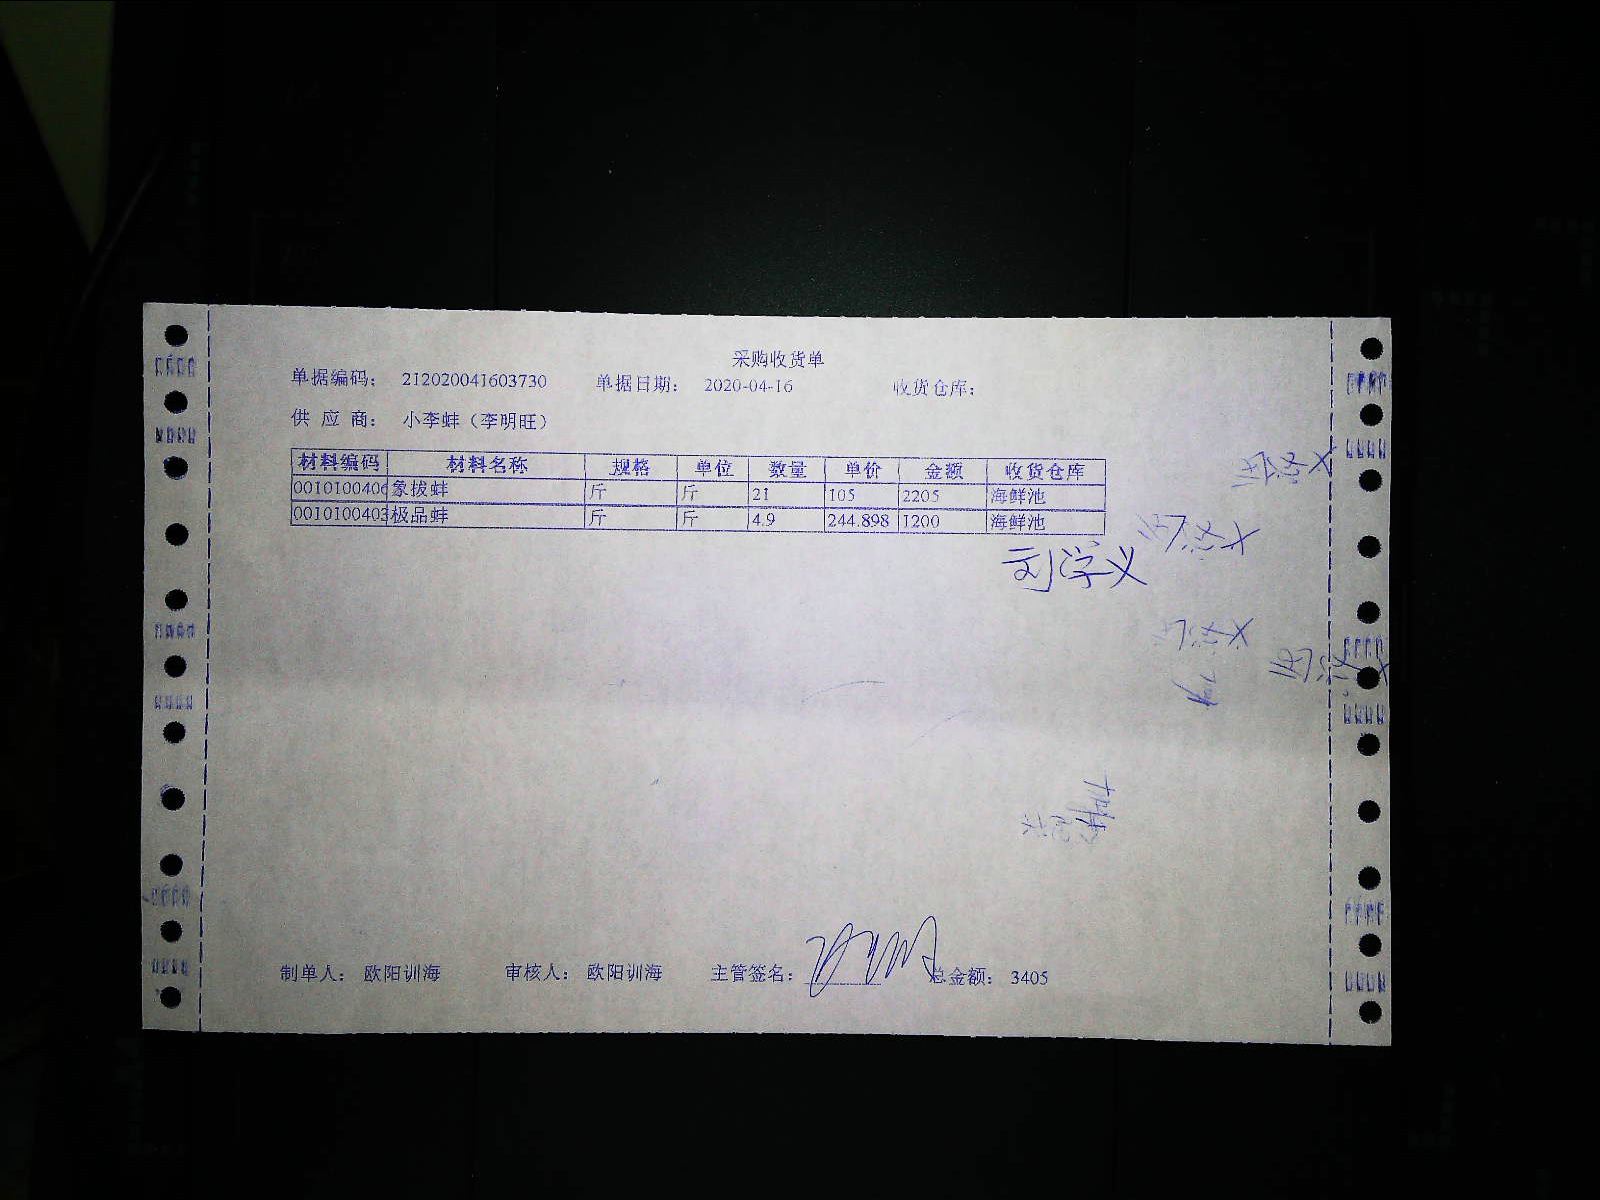 采购收货单
单据编码： 212020041603730 单据日期： 2020-04-16 收货仓库：
供 应 商： 小李蚌（李明旺）
材料编码 材料名称 规格 单位 数量 单价 金额 收货仓库
0010100406 象拔蚌 斤 斤 21 105 2205 海鲜池
0010100403 极品蚌 斤 斤 4.9 244.898 1200 海鲜池
刘学义
制单人： 欧阳训海 审核人： 欧阳训海 主管签名： 总金额： 3405